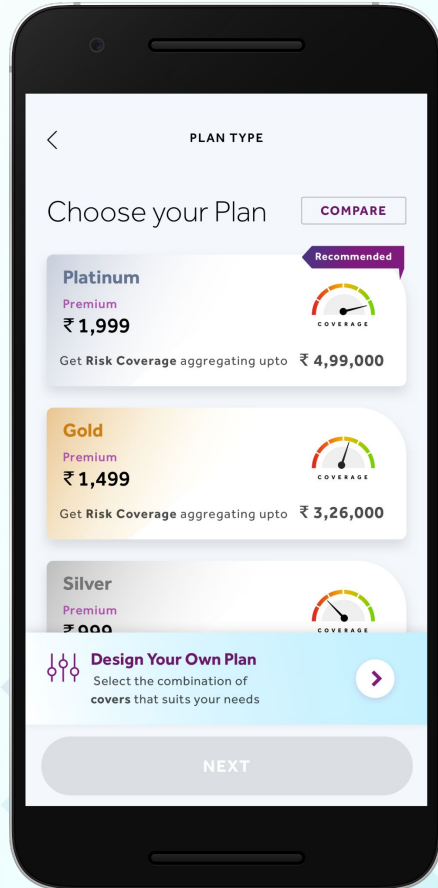 PLAN TYPE
Choose your Plan
COMPARE
Recommended
Platinum
Premium
₹ 1,999
COVERAGE
Get Risk Coverage aggregating upto ₹ 4,99,000
Gold
Premium
₹ 1,499
COVERAGE
Get Risk Coverage aggregating upto ₹ 3,26,000
Silver
Premium
₹ 999
COVERAGE
Design Your Own Plan
Select the combination of
covers that suits your needs
NEXT